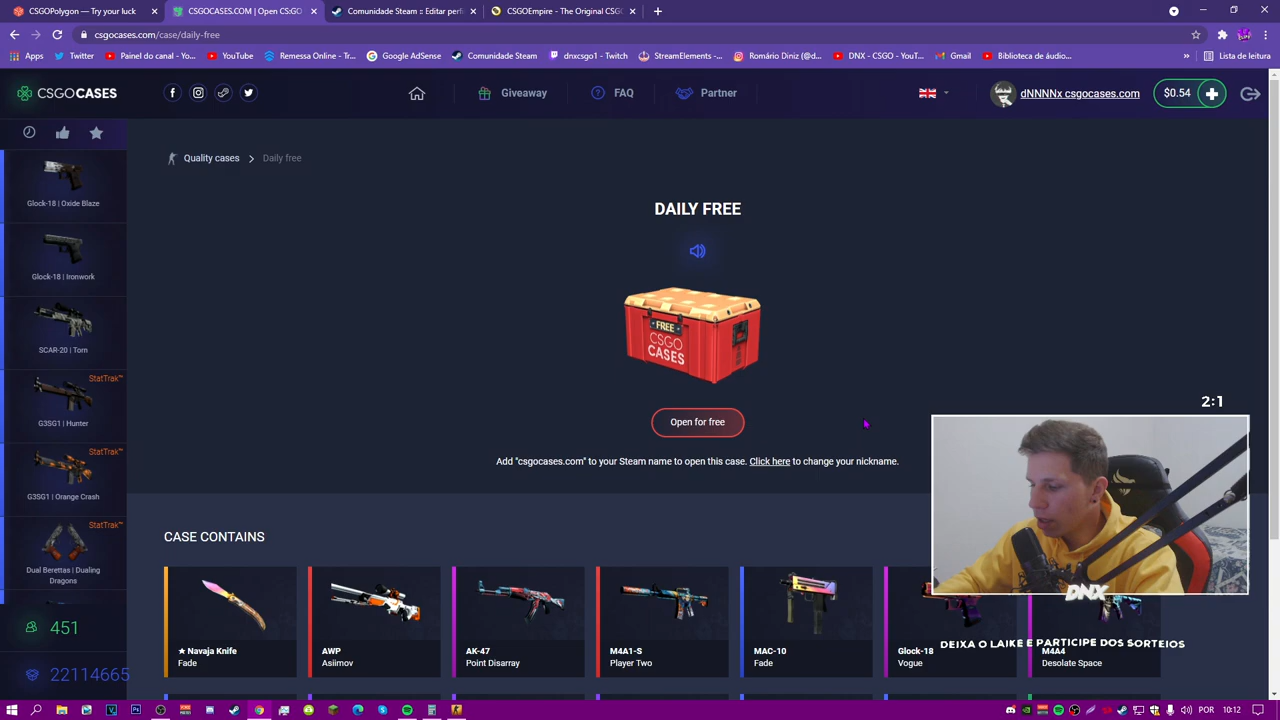 CSGOPolygon — Try your luck
CSGOCASES.COM | Open CS:GO
Comunidade Steam :: Editar perf
CSGOEmpire - The Original CSG
csgocases.com/case/daily-free
Apps
Twitter
Painel do canal - Yo...
YouTube
Remessa Online - Tr...
Google AdSense
Comunidade Steam
dnxcsgo1 - Twitch
StreamElements -...
Romário Diniz (@d...
DNX - CSGO - YouT...
Gmail
Biblioteca de áudio...
Lista de leitura
CSGOCASES
Giveaway
FAQ
Partner
dNNNNx csgocases.com
$0.54
Quality cases
Daily free
Glock-18 | Oxide Blaze
Glock-18 | Ironwork
SCAR-20 | Torn
StatTrak™
G3SG1 | Hunter
StatTrak™
G3SG1 | Orange Crash
StatTrak™
Dual Berettas | Dualing
Dragons
451
22114665
DAILY FREE
FREE
CSGO
CASES
Open for free
Add "csgocases.com" to your Steam name to open this case. Click here to change your nickname.
2:1
DNX
DEIXA O LAIKE E PARTICIPE DOS SORTEIOS
CASE CONTAINS
★ Navaja Knife
Fade
AWP
Asiimov
AK-47
Point Disarray
M4A1-S
Player Two
MAC-10
Fade
Glock-18
Vogue
M4A4
Desolate Space
POR
10:12